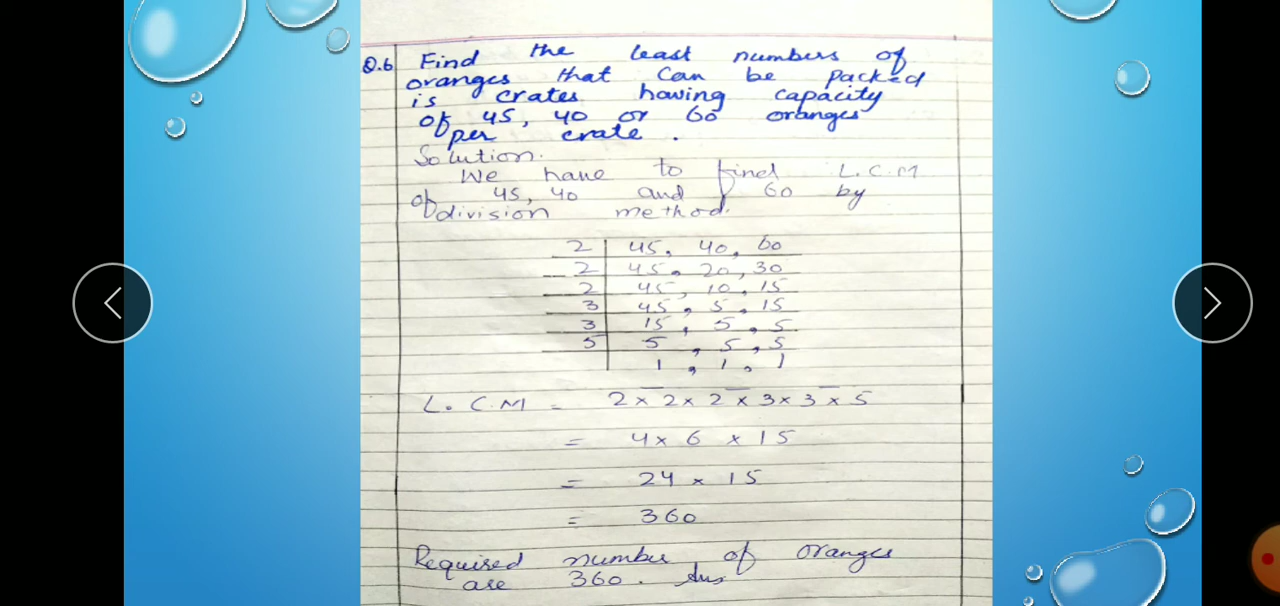 Q.6 Find the least numbers of
oranges that can be packed
is crates having capacity
of 45, 40 or 60 oranges
per crate.
Solution.
We have to find L.C.M
of 45, 40 and 60 by
division method.
2 | 45, 40, 60
2 | 45, 20, 30
2 | 45, 10, 15
3 | 45, 5, 15
3 | 15, 5, 5
5 | 5, 5, 5
| 1, 1, 1
L.C.M = 2 x 2 x 2 x 3 x 3 x 5
= 4 x 6 x 15
= 24 x 15
= 360
Required number of oranges
are 360. Ans